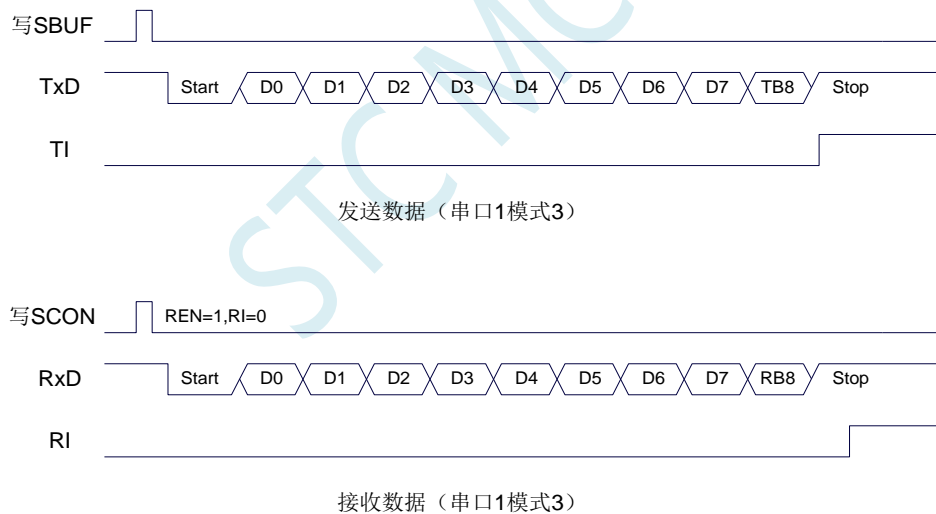 写SBUF
TxD Start D0 D1 D2 D3 D4 D5 D6 D7 TB8 Stop
TI
发送数据（串口1模式3）
写SCON REN=1,RI=0
RxD Start D0 D1 D2 D3 D4 D5 D6 D7 RB8 Stop
RI
接收数据（串口1模式3）
STC MC